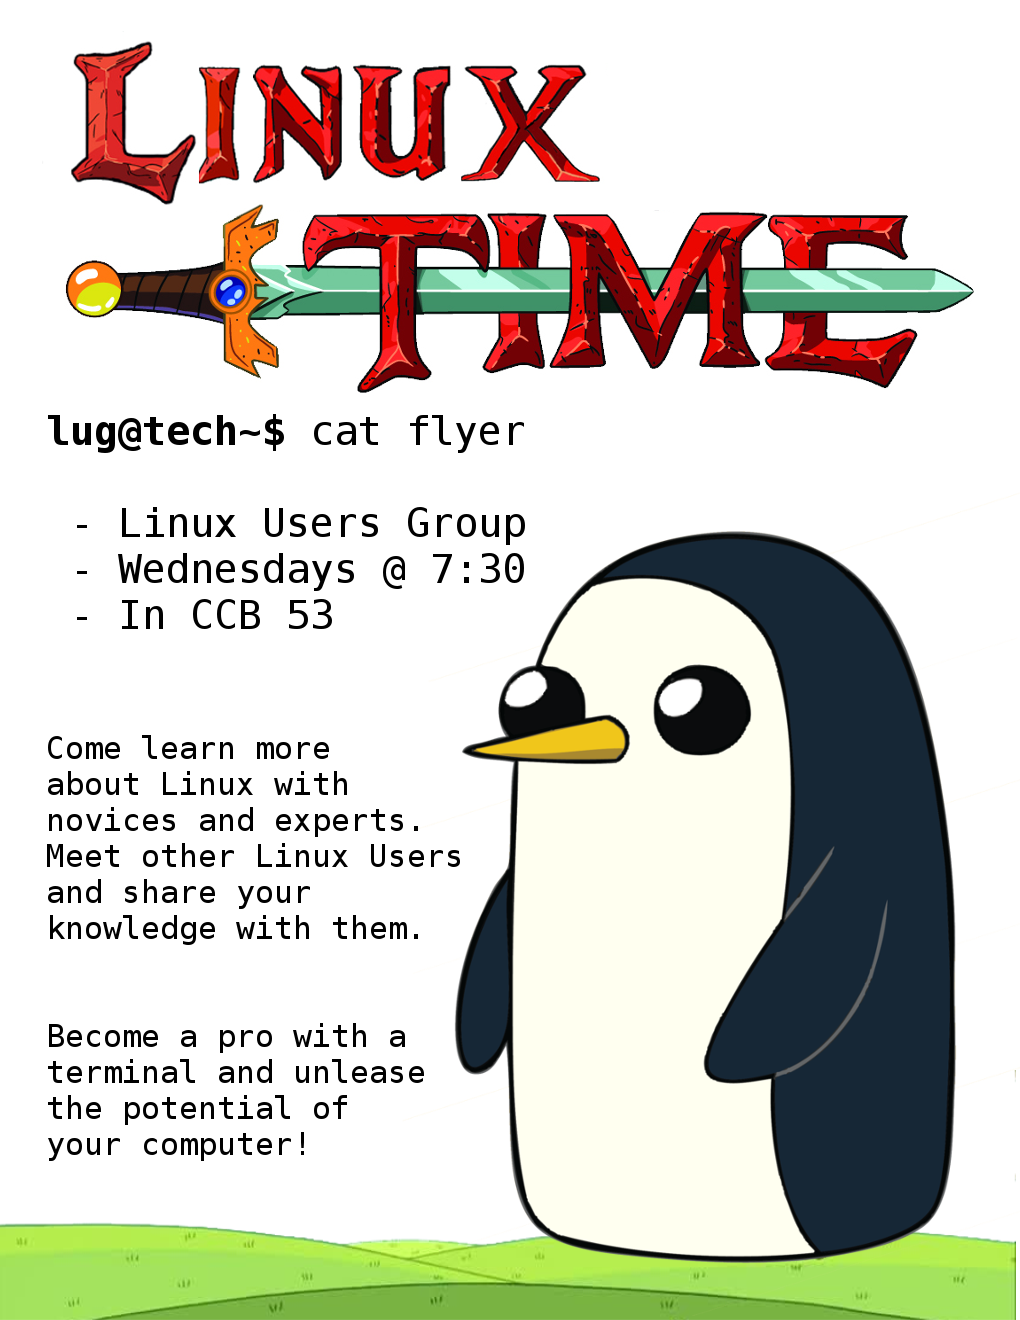 LINUX
TIME
lug@tech~$ cat flyer
- Linux Users Group
- Wednesdays @ 7:30
- In CCB 53
Come learn more
about Linux with
novices and experts.
Meet other Linux Users
and share your
knowledge with them.
Become a pro with a
terminal and unlease
the potential of
your computer!